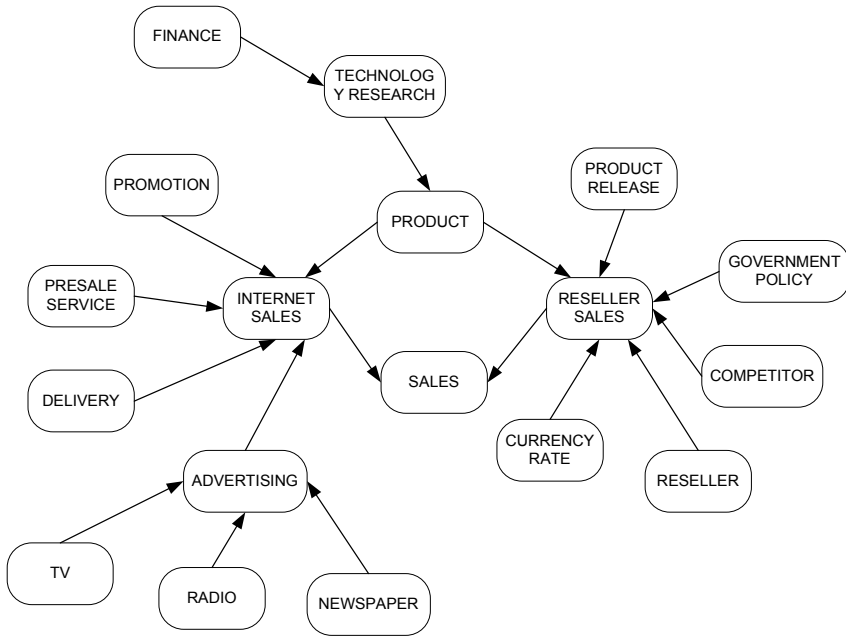 FINANCE
TECHNOLOG
Y RESEARCH
PROMOTION
PRODUCT
RELEASE
PRODUCT
PRESALE
SERVICE
INTERNET
SALES
RESELLER
SALES
GOVERNMENT
POLICY
SALES
COMPETITOR
DELIVERY
CURRENCY
RATE
ADVERTISING
RESELLER
TV
RADIO
NEWSPAPER